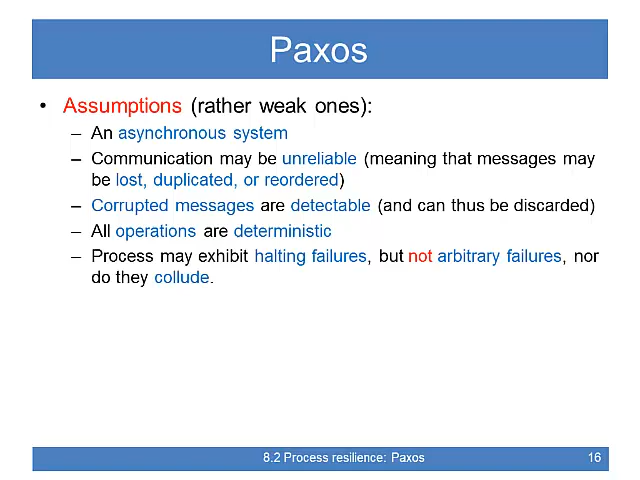 Paxos
• Assumptions (rather weak ones):
– An asynchronous system
– Communication may be unreliable (meaning that messages may
be lost, duplicated, or reordered)
– Corrupted messages are detectable (and can thus be discarded)
– All operations are deterministic
– Process may exhibit halting failures, but not arbitrary failures, nor
do they collude.
8.2 Process resilience: Paxos 16